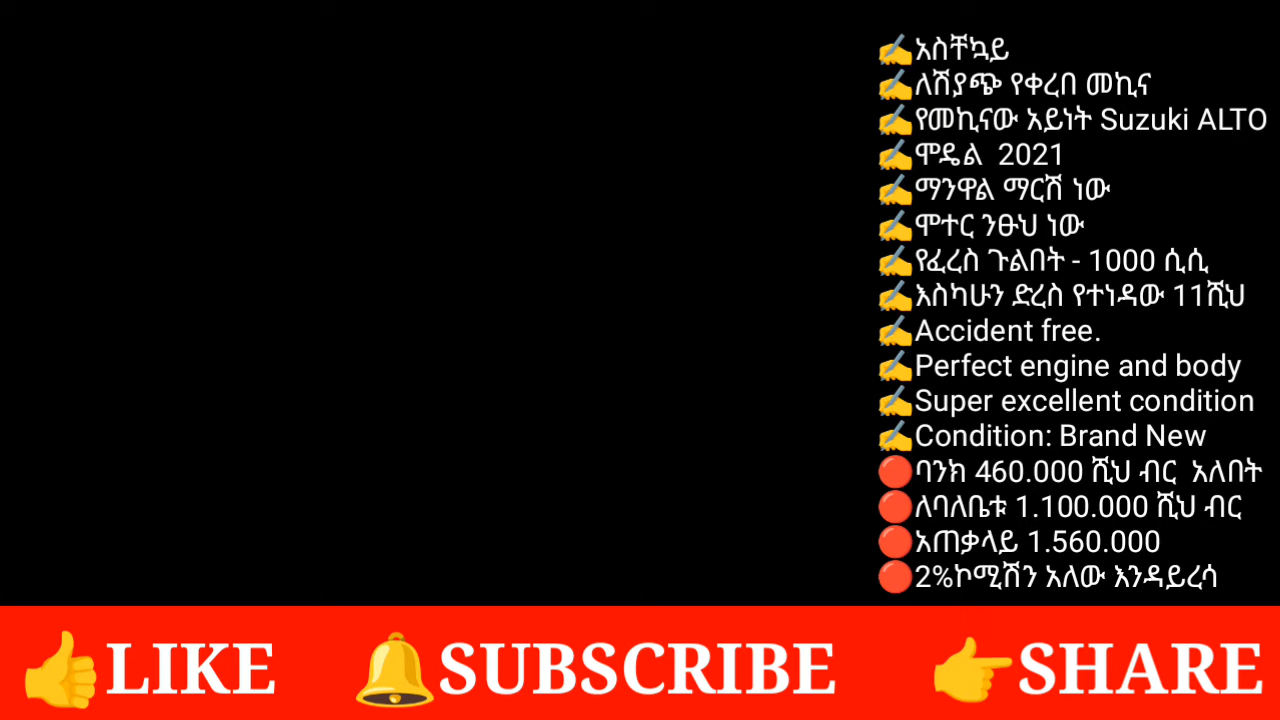 ✍️አስቸኳይ
✍️ለሽያጭ የቀረበ መኪና
✍️የመኪናው አይነት Suzuki ALTO
✍️ሞዴል 2021
✍️ማንዋል ማርሽ ነው
✍️ሞተር ንፁህ ነው
✍️የፈረስ ጉልበት - 1000 ሲሲ
✍️እስካሁን ድረስ የተነዳው 11ሺህ
✍️Accident free.
✍️Perfect engine and body
✍️Super excellent condition
✍️Condition: Brand New
🔴ባንክ 460.000 ሺህ ብር አለበት
🔴ለባለቤቱ 1.100.000 ሺህ ብር
🔴አጠቃላይ 1.560.000
🔴2%ኮሚሽን አለው እንዳይረሳ
👍LIKE 🔔SUBSCRIBE 👉SHARE